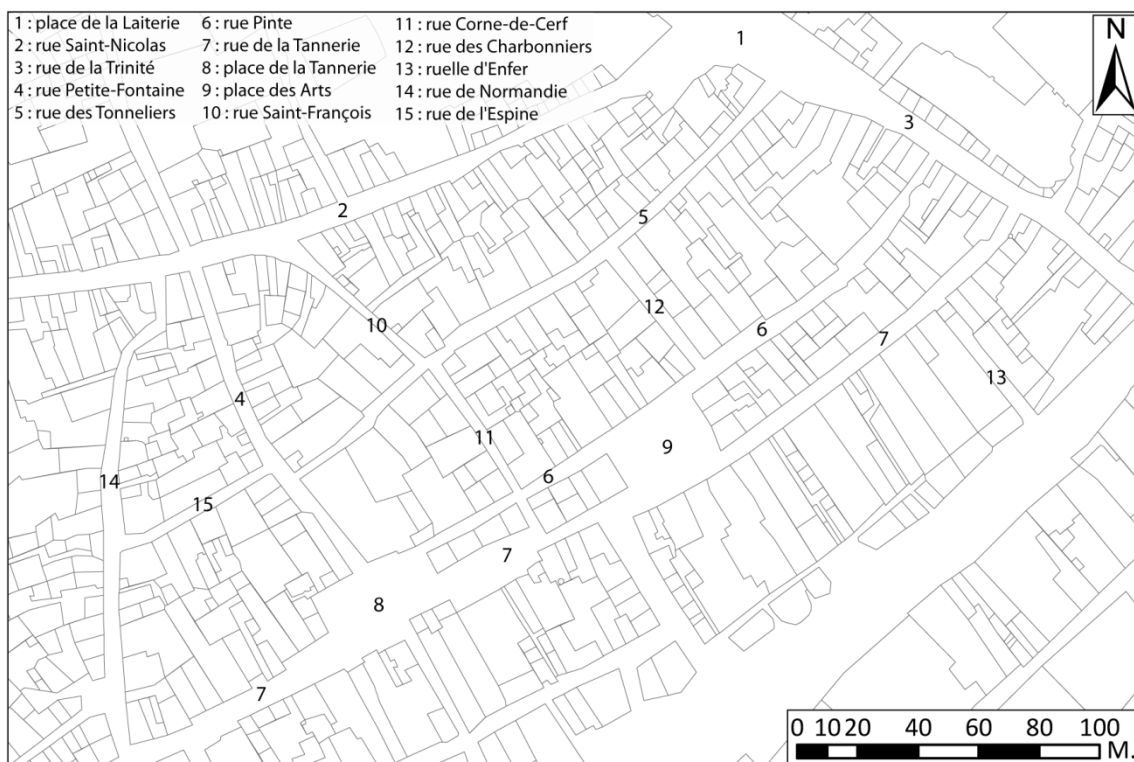 1 : place de la Laiterie
2 : rue Saint-Nicolas
3 : rue de la Trinité
4 : rue Petite-Fontaine
5 : rue des Tonneliers
6 : rue Pinte
7 : rue de la Tannerie
8 : place de la Tannerie
9 : place des Arts
10 : rue Saint-François
11 : rue Corne-de-Cerf
12 : rue des Charbonniers
13 : ruelle d'Enfer
14 : rue de Normandie
15 : rue de l'Espine
N
1
3
2
5
12
10
6
7
13
4
11
9
14
6
15
7
8
7
0 10 20 40 60 80 100
M.